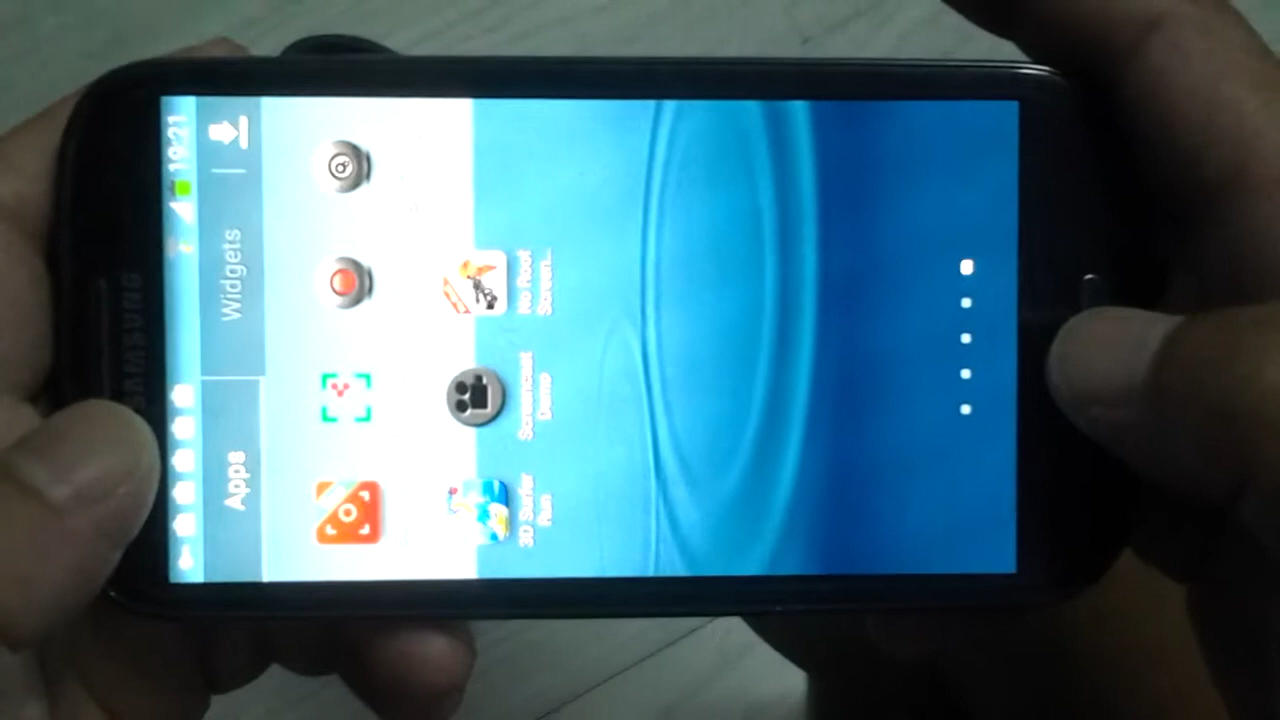 19:21
SAMSUNG
Apps
Widgets
3D Surfer
Run
Screencast
Demo
No Root
Screen...